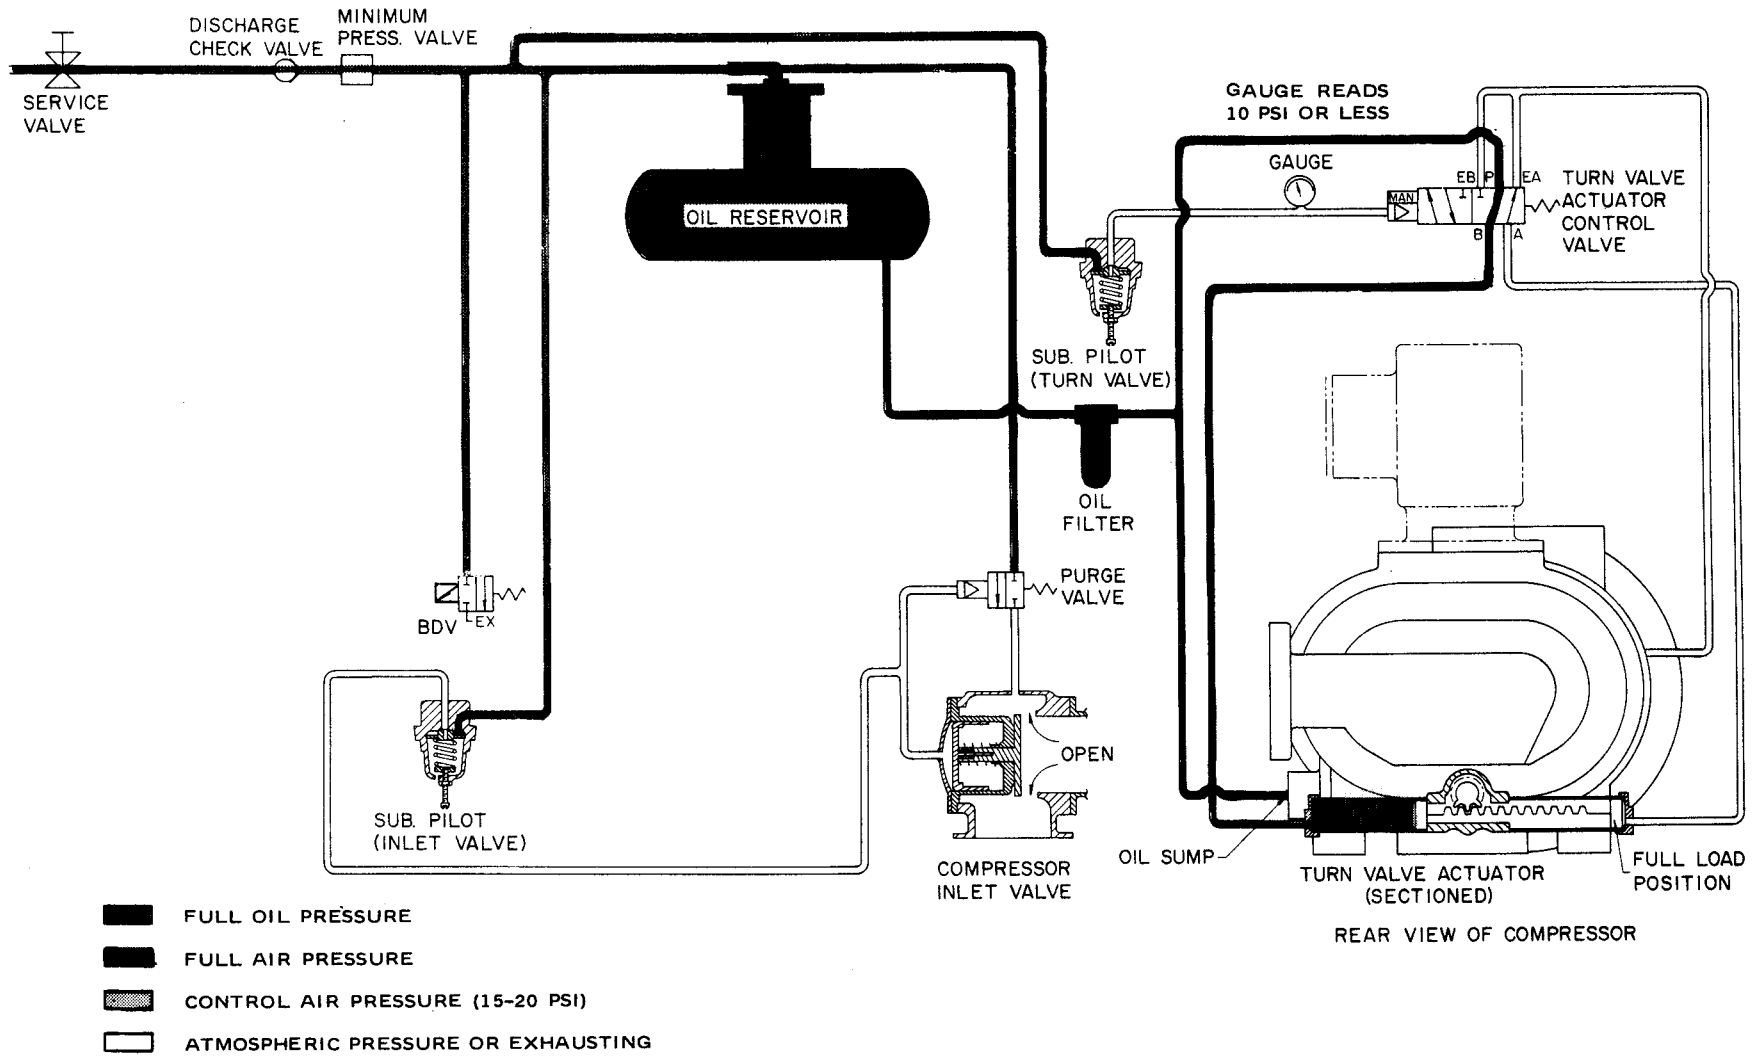 DISCHARGE
CHECK VALVE
MINIMUM
PRESS. VALVE
SERVICE
VALVE
OIL RESERVOIR
GAUGE READS
10 PSI OR LESS
GAUGE
MAN
EB
P
EA
B
A
TURN VALVE
ACTUATOR
CONTROL
VALVE
SUB. PILOT
(TURN VALVE)
OIL
FILTER
BDV
EX
PURGE
VALVE
OPEN
SUB. PILOT
(INLET VALVE)
COMPRESSOR
INLET VALVE
OIL SUMP
TURN VALVE ACTUATOR
(SECTIONED)
FULL LOAD
POSITION
REAR VIEW OF COMPRESSOR
FULL OIL PRESSURE
FULL AIR PRESSURE
CONTROL AIR PRESSURE (15-20 PSI)
ATMOSPHERIC PRESSURE OR EXHAUSTING